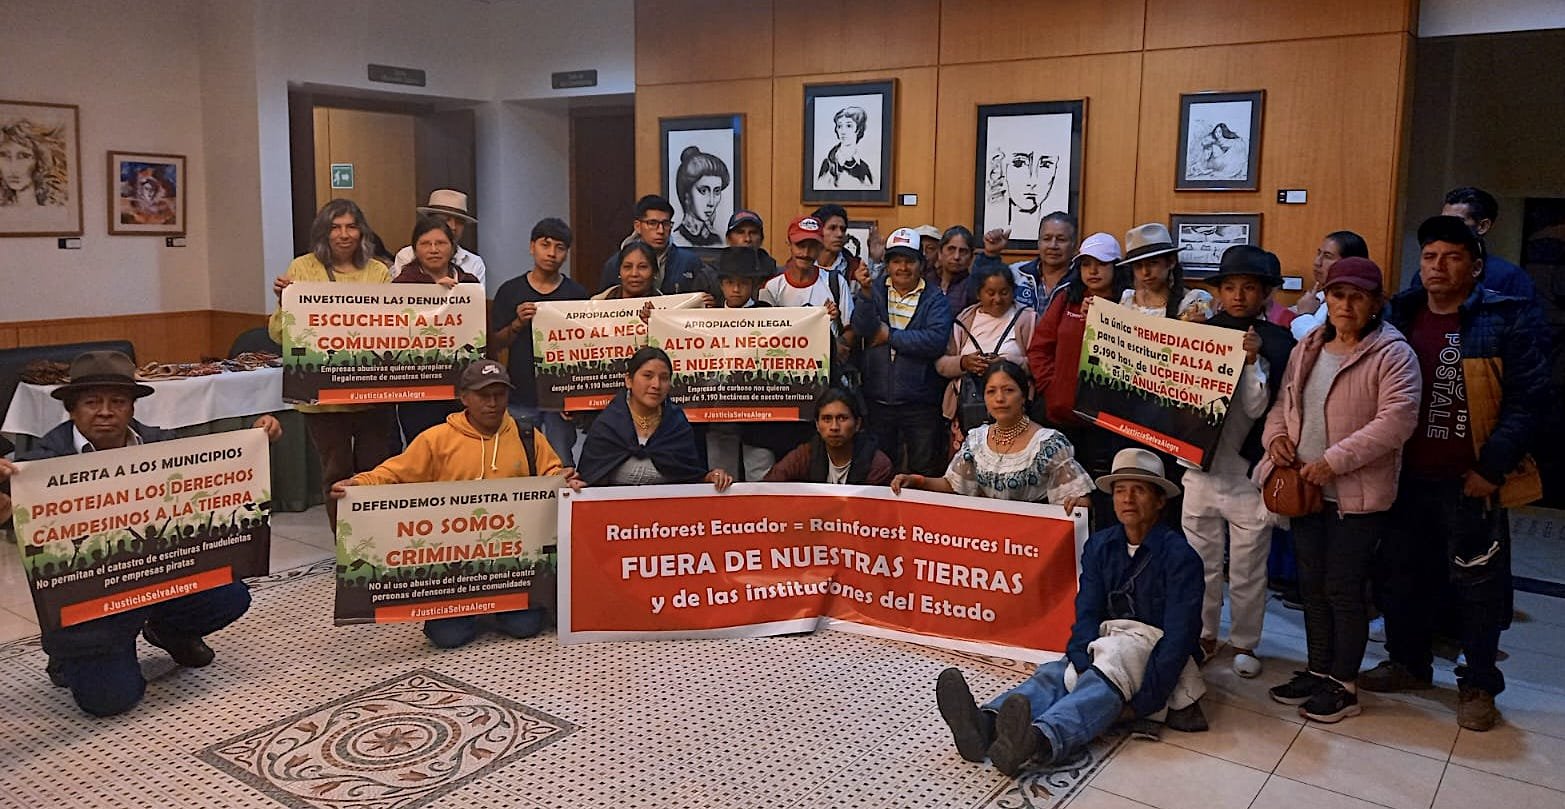 INVESTIGUEN LAS DENUNCIAS
ESCUCHEN A LAS
COMUNIDADES
Empresas abusivas quieren apropiarse
ilegalemente de nuestras tierras
#JusticiaSelvaAlegre
APROPIACIÓN
ALTO AL
DE NUESTRA
Empresas de
despojar de 9.190
#Justicia
APROPIACIÓN ILEGAL
ALTO AL NEGOCIO
DE NUESTRA TIERRA
Empresas de carbono nos quieren
despojar de 9.190 hectáreas de nuestro territorio
#JusticiaSelvaAlegre
La única "REMEDIACIÓN"
para la escritura FALSA de
9.190 has. de UCPEIN-RFEE
es la ANULACIÓN!
#JusticiaSelvaAlegre
ALERTA A LOS MUNICIPIOS
PROTEJAN LOS DERECHOS
CAMPESINOS A LA TIERRA
No permitan el catastro de escrituras fraudulentas
por empresas piratas
#JusticiaSelvaAlegre
DEFENDEMOS NUESTRA TIERRA
NO SOMOS
CRIMINALES
NO al uso abusivo del derecho penal contra
personas defensoras de las comunidades
#JusticiaSelvaAlegre
Rainforest Ecuador = Rainforest Resources Inc:
FUERA DE NUESTRAS TIERRAS
y de las instituciones del Estado
POSTALE
1987